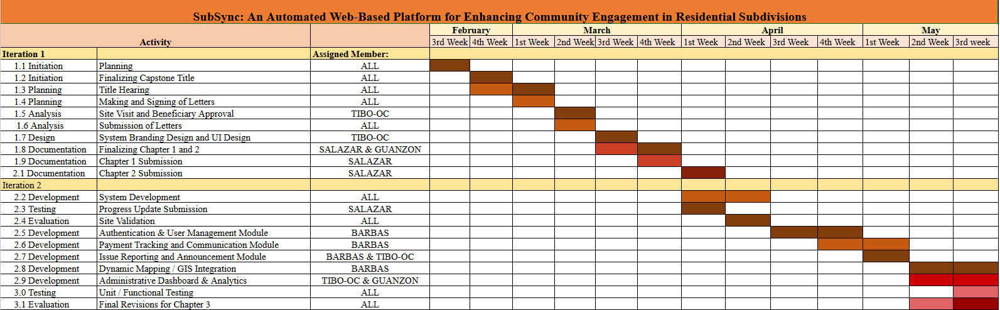 SubSync: An Automated Web-Based Platform for Enhancing Community Engagement in Residential Subdivisions
February March April May
Activity 3rd Week 4th Week 1st Week 2nd Week 3rd Week 4th Week 1st Week 2nd Week 3rd Week 4th Week 1st Week 2nd Week 3rd week
Iteration 1 Assigned Member:
1.1 Initiation Planning ALL
1.2 Initiation Finalizing Capstone Title ALL
1.3 Planning Title Hearing ALL
1.4 Planning Making and Signing of Letters ALL
1.5 Analysis Site Visit and Beneficiary Approval TIBO-OC
1.6 Analysis Submission of Letters ALL
1.7 Design System Branding Design and UI Design TIBO-OC
1.8 Documentation Finalizing Chapter 1 and 2 SALAZAR & GUANZON
1.9 Documentation Chapter 1 Submission SALAZAR
2.1 Documentation Chapter 2 Submission SALAZAR
Iteration 2
2.2 Development System Development ALL
2.3 Testing Progress Update Submission SALAZAR
2.4 Evaluation Site Validation ALL
2.5 Development Authentication & User Management Module BARBAS
2.6 Development Payment Tracking and Communication Module BARBAS
2.7 Development Issue Reporting and Announcement Module BARBAS & TIBO-OC
2.8 Development Dynamic Mapping / GIS Integration BARBAS
2.9 Development Administrative Dashboard & Analytics TIBO-OC & GUANZON
3.0 Testing Unit / Functional Testing ALL
3.1 Evaluation Final Revisions for Chapter 3 ALL